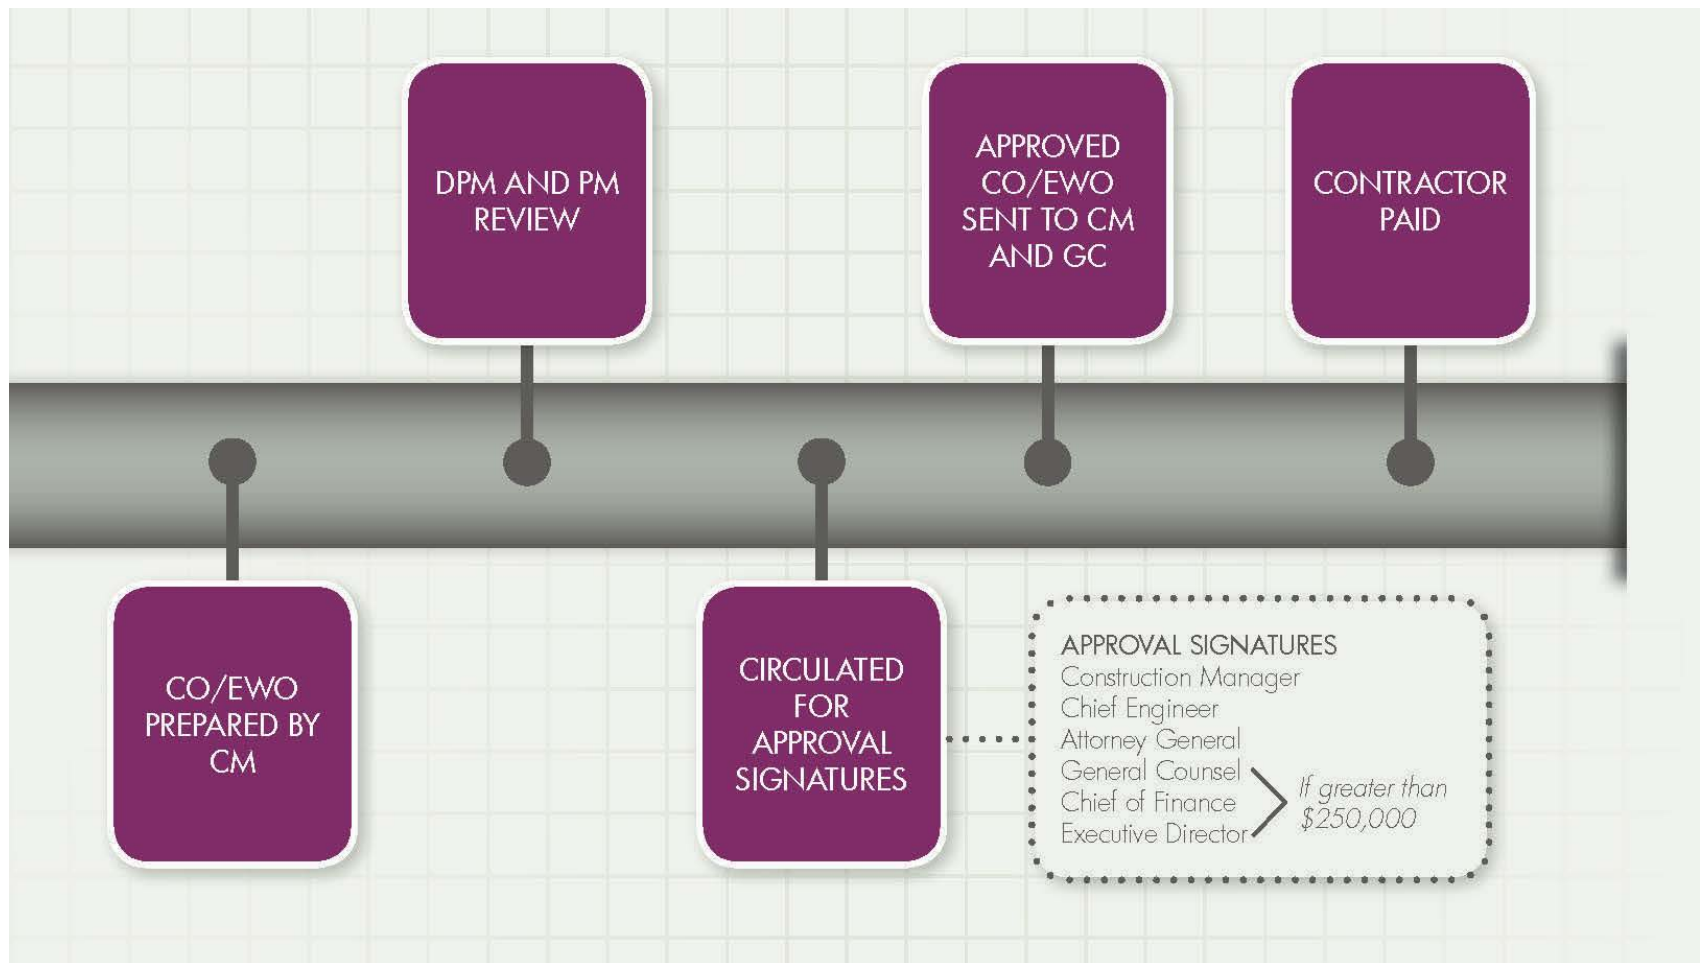 CO/EWO
PREPARED BY
CM
DPM AND PM
REVIEW
CIRCULATED
FOR
APPROVAL
SIGNATURES
APPROVED
CO/EWO
SENT TO CM
AND GC
CONTRACTOR
PAID
APPROVAL SIGNATURES
Construction Manager
Chief Engineer
Attorney General
General Counsel
Chief of Finance
Executive Director
If greater than
$250,000